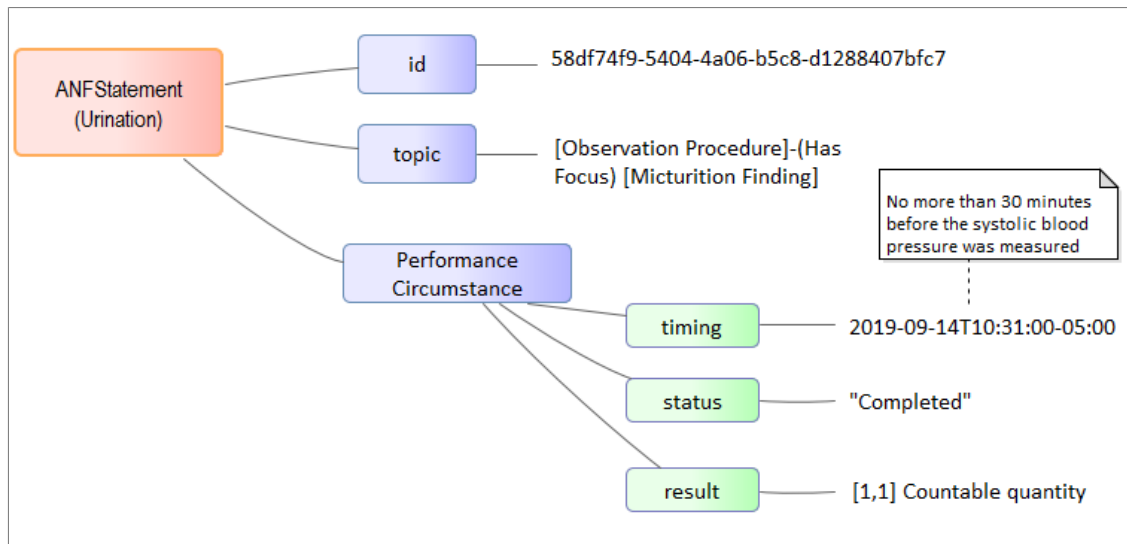 ANFStatement
(Urination)
id
58df74f9-5404-4a06-b5c8-d1288407bfc7
topic
[Observation Procedure]-(Has
Focus) [Micturition Finding]
No more than 30 minutes
before the systolic blood
pressure was measured
Performance
Circumstance
timing
2019-09-14T10:31:00-05:00
status
"Completed"
result
[1,1] Countable quantity